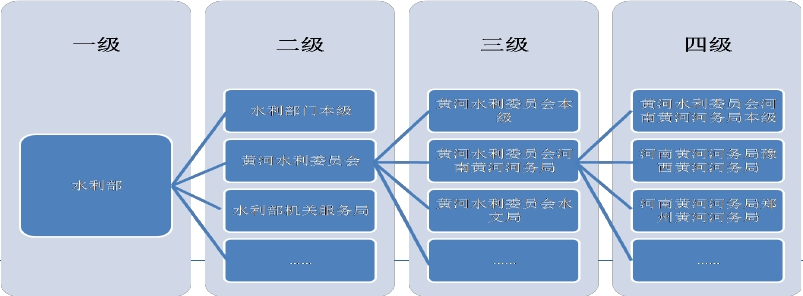 一级
水利部
二级
水利部门本级
黄河水利委员会
水利部机关服务局
……
三级
黄河水利委员会本
级
黄河水利委员会河
南黄河河务局
黄河水利委员会水
文局
……
四级
黄河水利委员会河
南黄河河务局本级
河南黄河河务局豫
西黄河河务局
河南黄河河务局郑
州黄河河务局
……